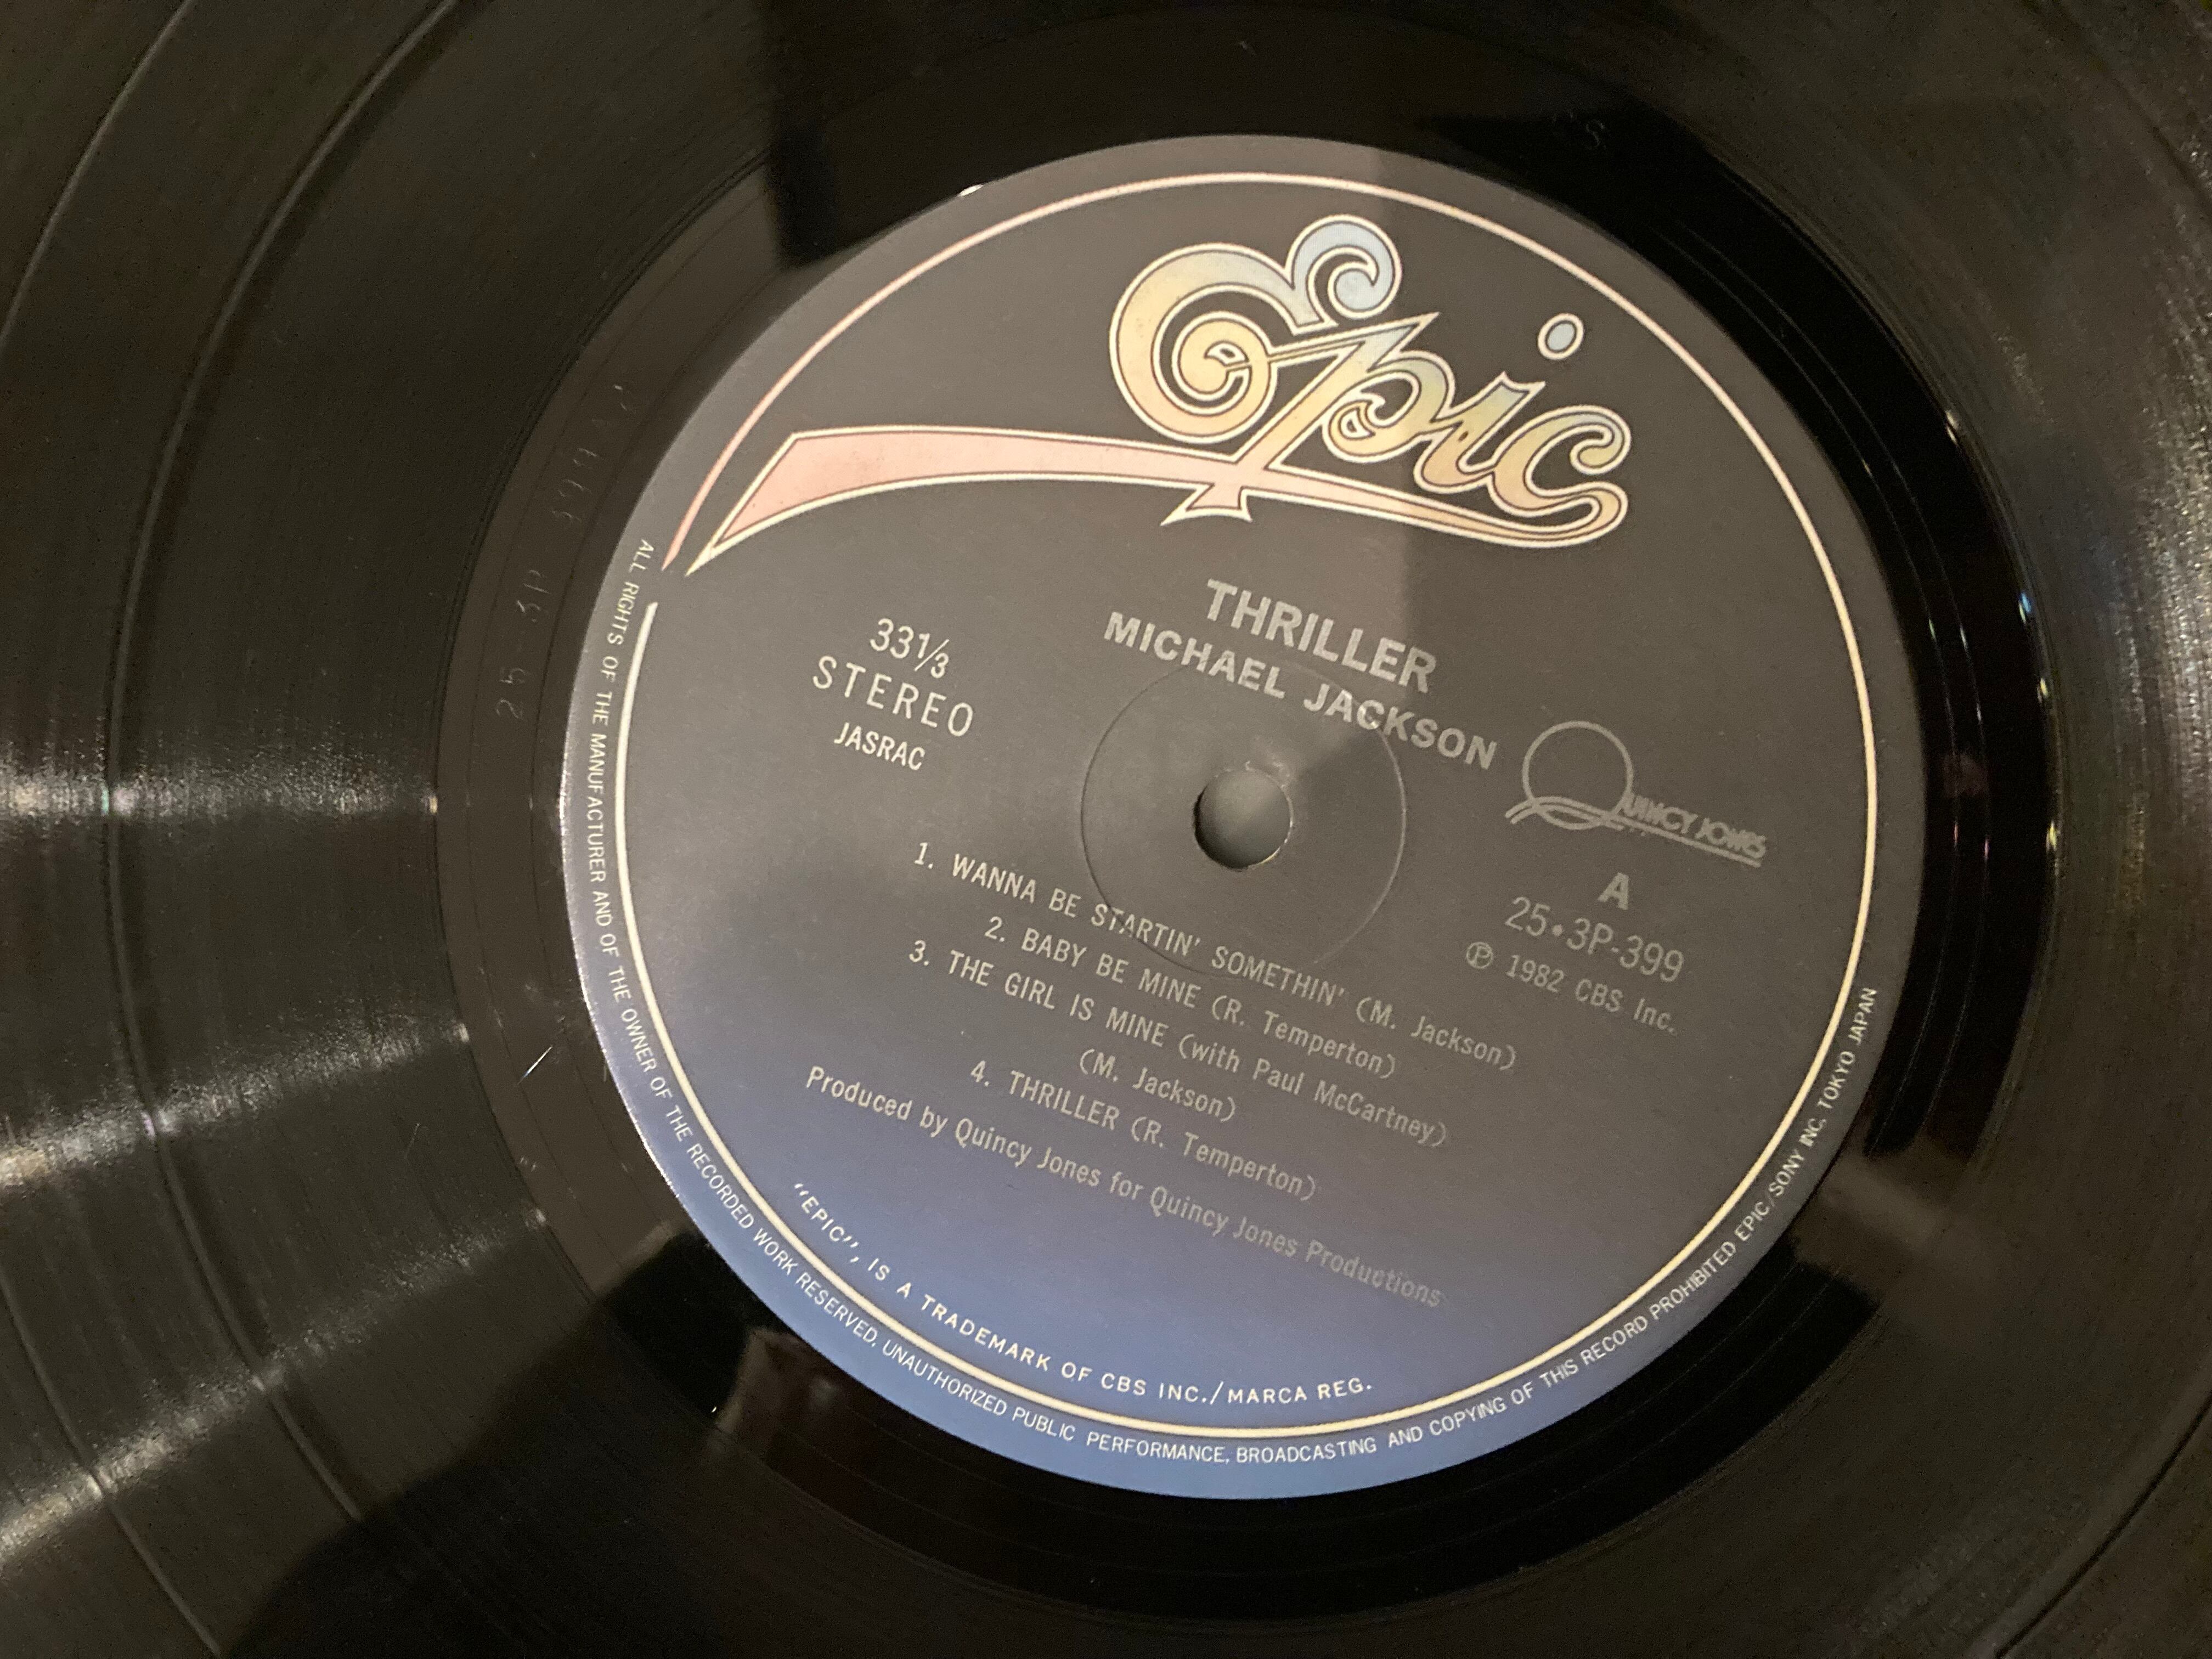 Epic
THRILLER
MICHAEL JACKSON
33⅓
STEREO
JASRAC
QUINCY JONES
A
25•3P-399
℗ 1982 CBS Inc.
1. WANNA BE STARTIN' SOMETHIN' (M. Jackson)
2. BABY BE MINE (R. Temperton)
3. THE GIRL IS MINE (with Paul McCartney)
(M. Jackson)
4. THRILLER (R. Temperton)
Produced by Quincy Jones for Quincy Jones Productions
"EPIC", IS A TRADEMARK OF CBS INC./MARCA REG.
ALL RIGHTS OF THE MANUFACTURER AND OF THE OWNER OF THE RECORDED WORK RESERVED, UNAUTHORIZED PUBLIC PERFORMANCE, BROADCASTING AND COPYING OF THIS RECORD PROHIBITED EPIC/SONY INC. TOKYO JAPAN
25 3P 399